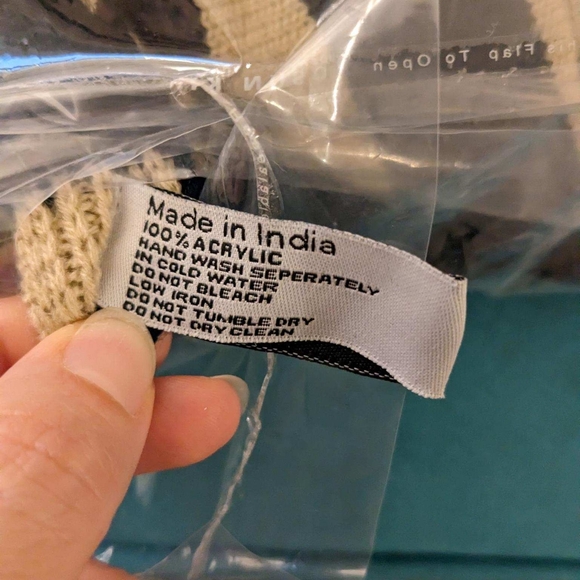 his Flap To Open
Made in India
100% ACRYLIC
HAND WASH SEPERATELY
IN COLD WATER
DO NOT BLEACH
LOW IRON
DO NOT TUMBLE DRY
DO NOT DRY CLEAN